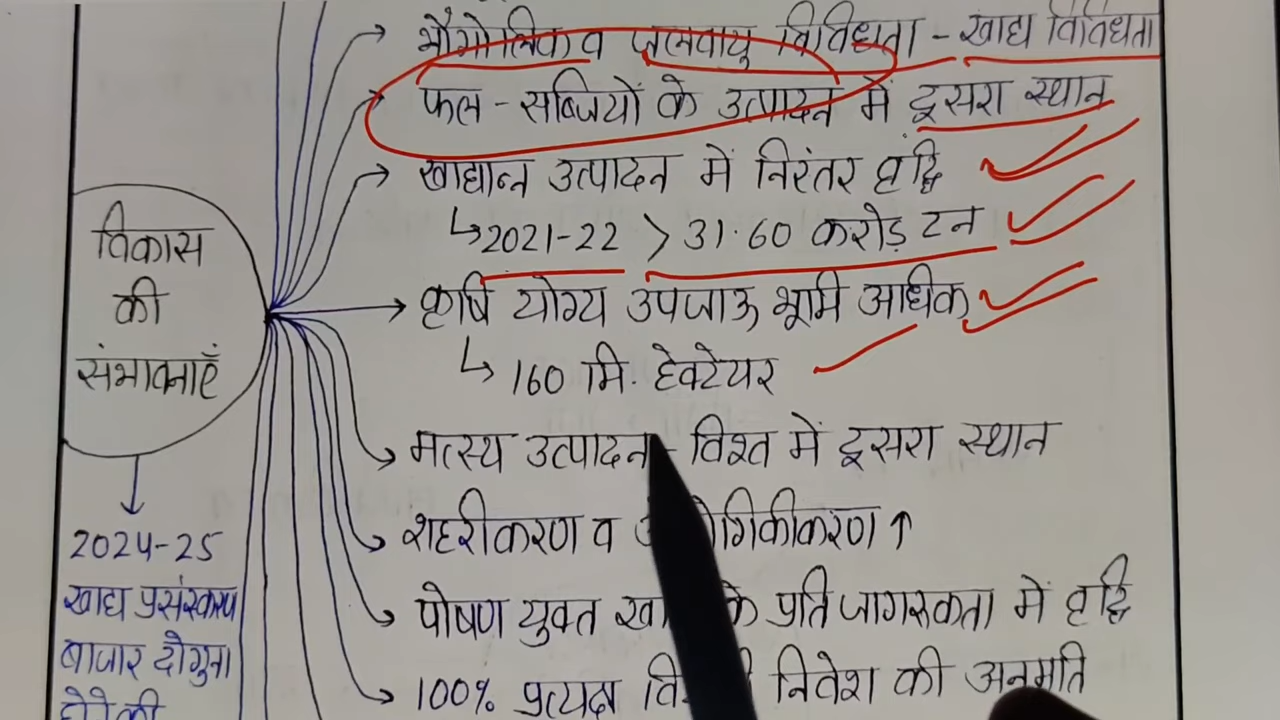 भौगोलिक व जलवायु विविधता - खाद्य विविधता
फल - सब्जियों के उत्पादन में दूसरा स्थान
खाद्यान्न उत्पादन में निरंतर वृद्धि
↳ 2021-22 > 31.60 करोड़ टन
कृषि योग्य उपजाऊ भूमि अधिक
↳ 160 मि. हेक्टेयर
मत्स्य उत्पादन - विश्व में दूसरा स्थान
शहरीकरण व ↑
पोषण युक्त के प्रति जागरूकता में वृद्धि
100% प्रत्यक्ष निवेश की अनुमति
विकास
की
संभावनाएँ
2024-25
खाद्य प्रसंस्करण
बाजार दोगुना